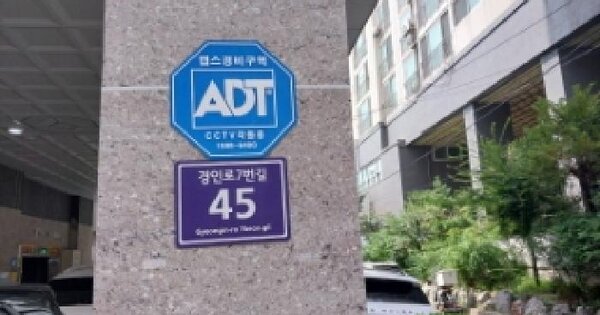 캡스경비구역
ADT
CCTV작동중
경인로7번길
45
Gyeongin-ro 7beon-gil